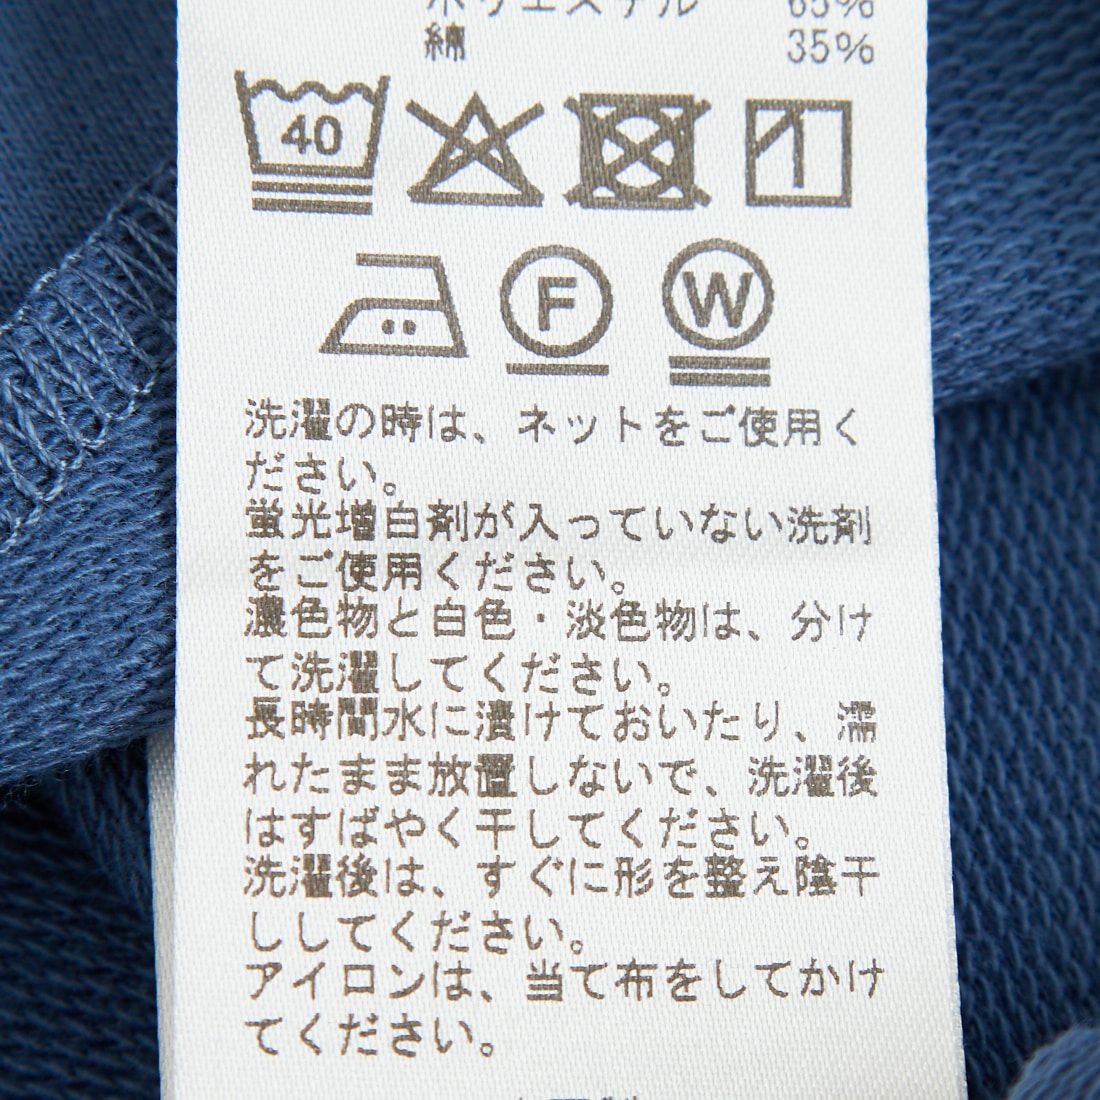 ポリエステル 65%
綿 35%
40
F W
洗濯の時は、ネットをご使用く
ださい。
蛍光増白剤が入っていない洗剤
をご使用ください。
濃色物と白色・淡色物は、分け
て洗濯してください。
長時間水に漬けておいたり、濡
れたまま放置しないで、洗濯後
はすばやく干してください。
洗濯後は、すぐに形を整え陰干
ししてください。
アイロンは、当て布をしてかけ
てください。